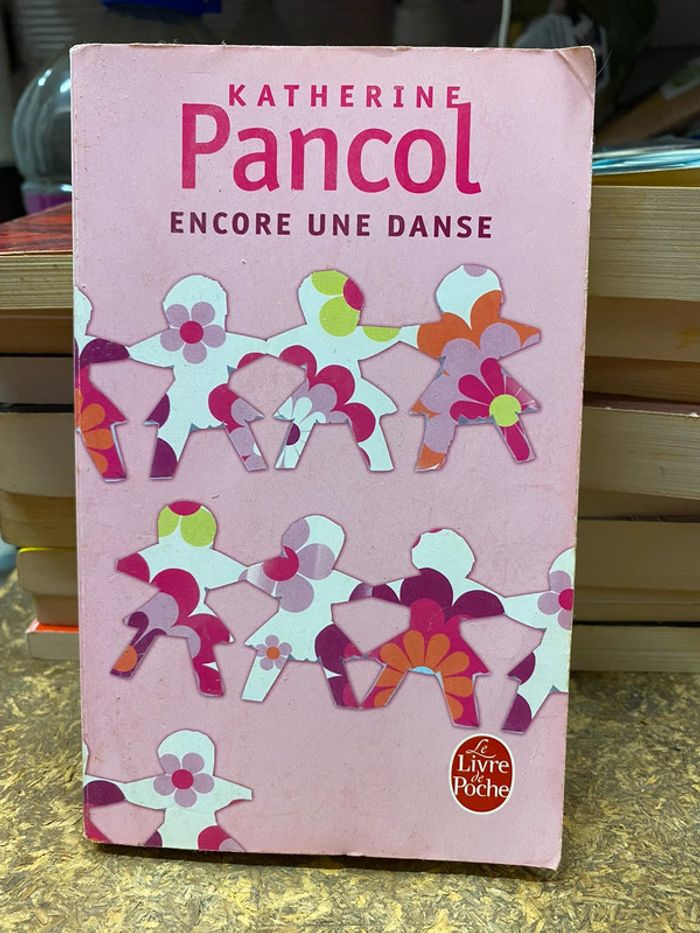 KATHERINE
Pancol
ENCORE UNE DANSE
Le
Livre
de
Poche